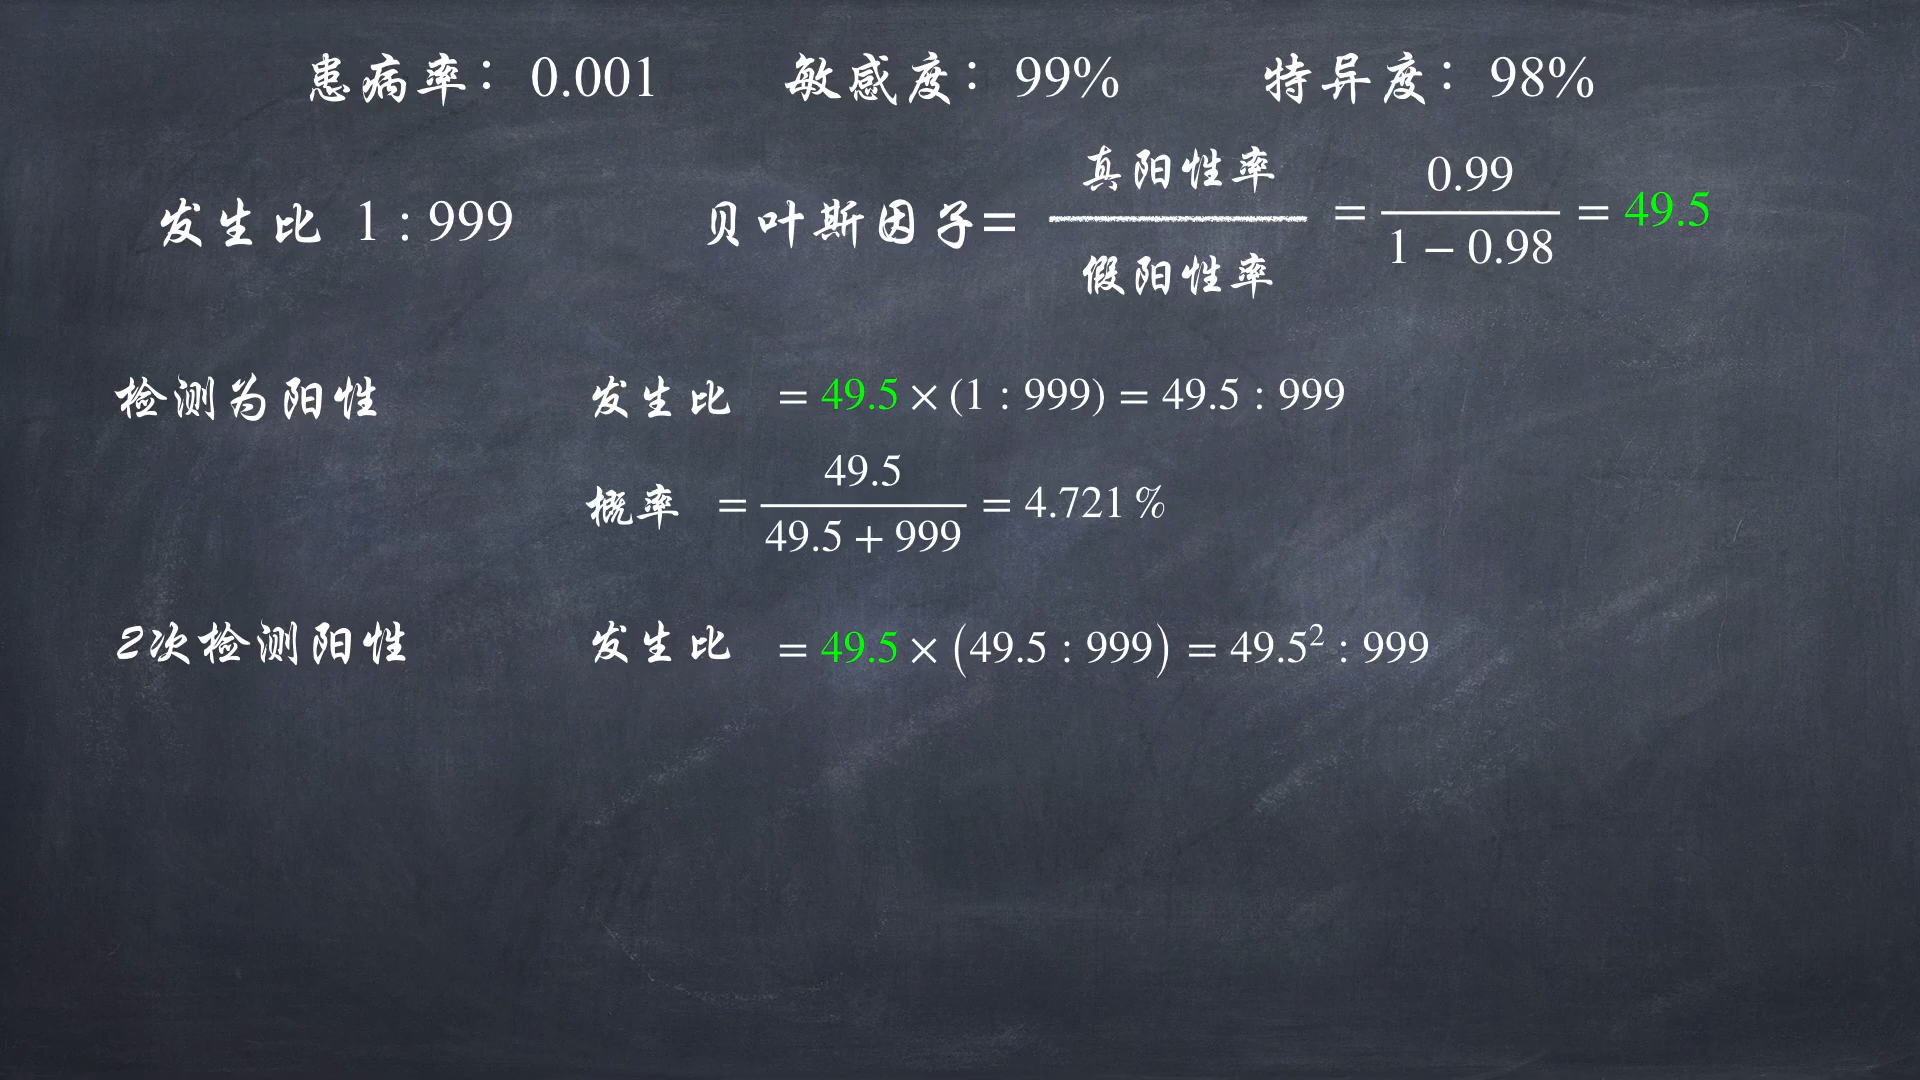 患病率：0.001 敏感度：99% 特异度：98%
发生比 1 : 999 贝叶斯因子= 真阳性率 / 假阳性率 = 0.99 / 1 − 0.98 = 49.5
检测为阳性 发生比 = 49.5 × (1 : 999) = 49.5 : 999
概率 = 49.5 / 49.5 + 999 = 4.721 %
2次检测阳性 发生比 = 49.5 × (49.5 : 999) = 49.5² : 999